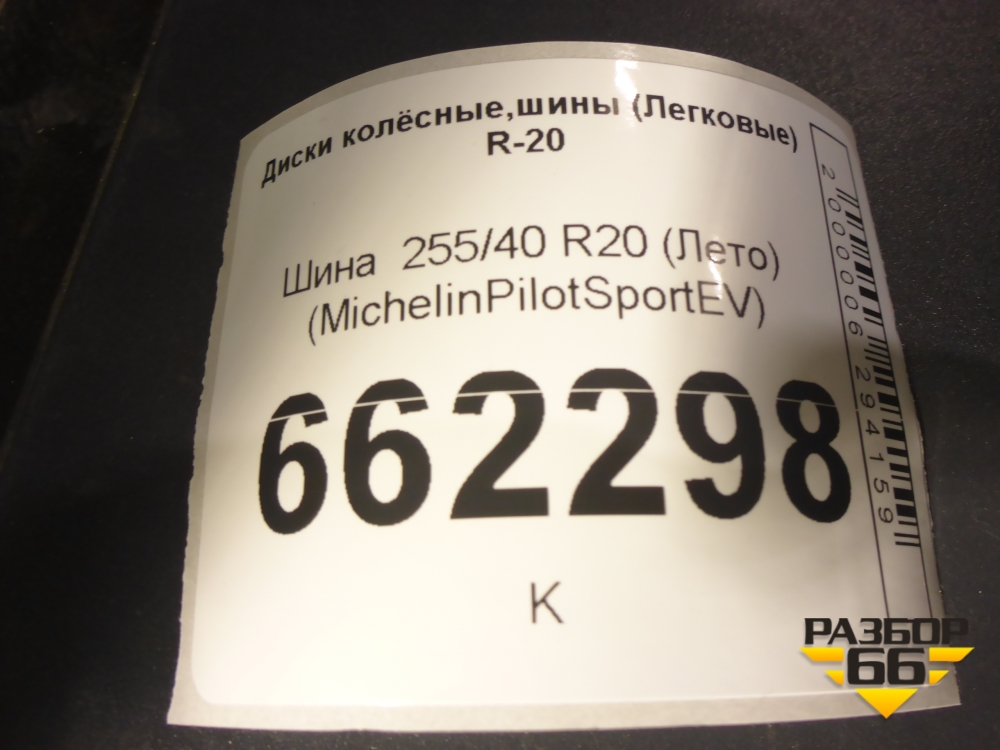 Диски колёсные,шины (Легковые)
R-20
Шина 255/40 R20 (Лето)
(MichelinPilotSportEV)
662298
К
2000006294159
РАЗБОР
66